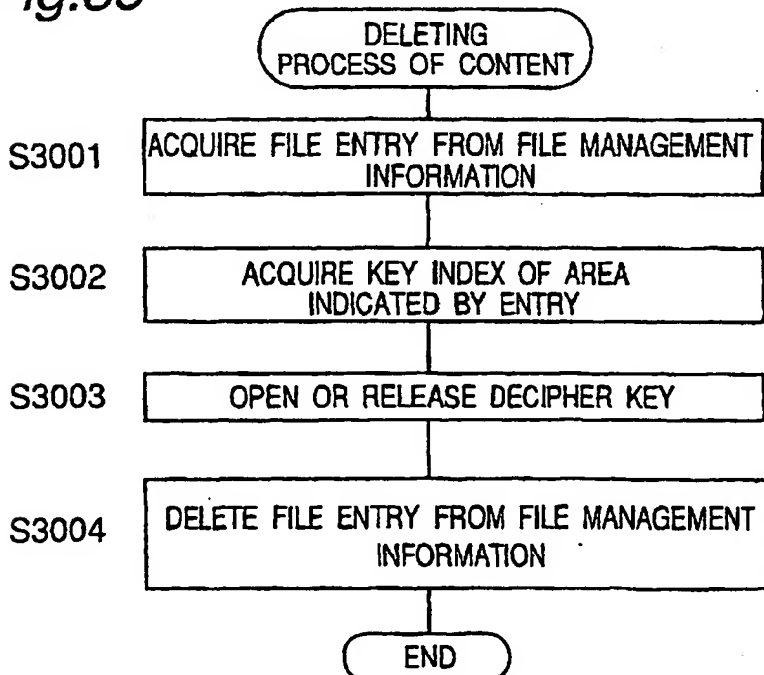 DELETING
PROCESS OF CONTENT
S3001
ACQUIRE FILE ENTRY FROM FILE MANAGEMENT
INFORMATION
S3002
ACQUIRE KEY INDEX OF AREA
INDICATED BY ENTRY
S3003
OPEN OR RELEASE DECIPHER KEY
S3004
DELETE FILE ENTRY FROM FILE MANAGEMENT
INFORMATION
END